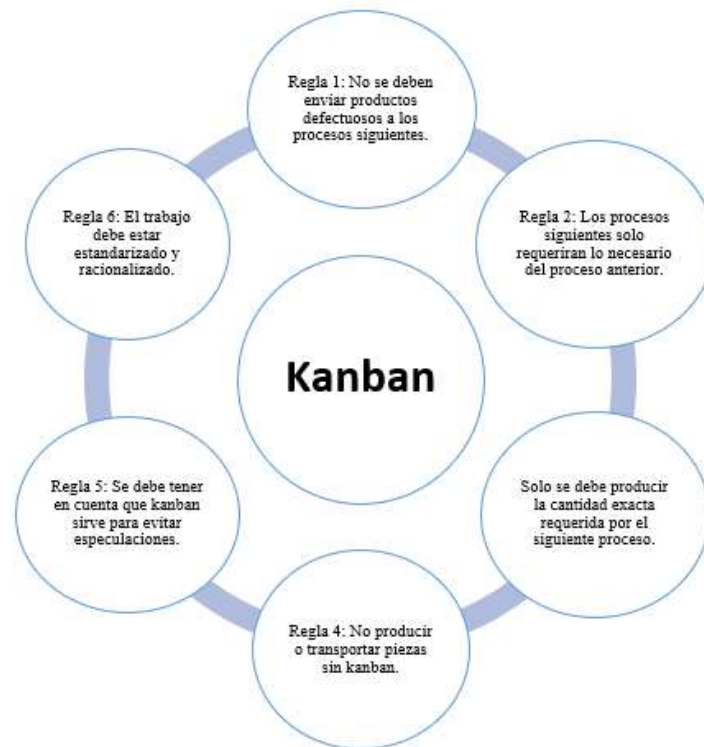 Regla 1: No se deben
enviar productos
defectuosos a los
procesos siguientes.
Regla 2: Los procesos
siguientes solo
requeriran lo necesario
del proceso anterior.
Solo se debe producir
la cantidad exacta
requerida por el
siguiente proceso.
Regla 4: No producir
o transportar piezas
sin kanban.
Regla 5: Se debe tener
en cuenta que kanban
sirve para evitar
especulaciones.
Regla 6: El trabajo
debe estar
estandarizado y
racionalizado.
Kanban